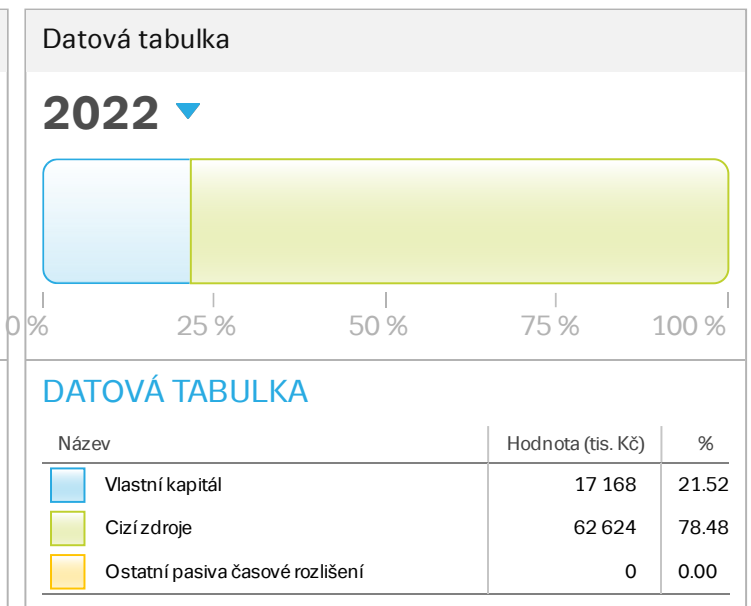 Datová tabulka
2022
0 % 25 % 50 % 75 % 100 %
DATOVÁ TABULKA
Název Hodnota (tis. Kč) %
Vlastní kapitál 17 168 21.52
Cizí zdroje 62 624 78.48
Ostatní pasiva časové rozlišení 0 0.00